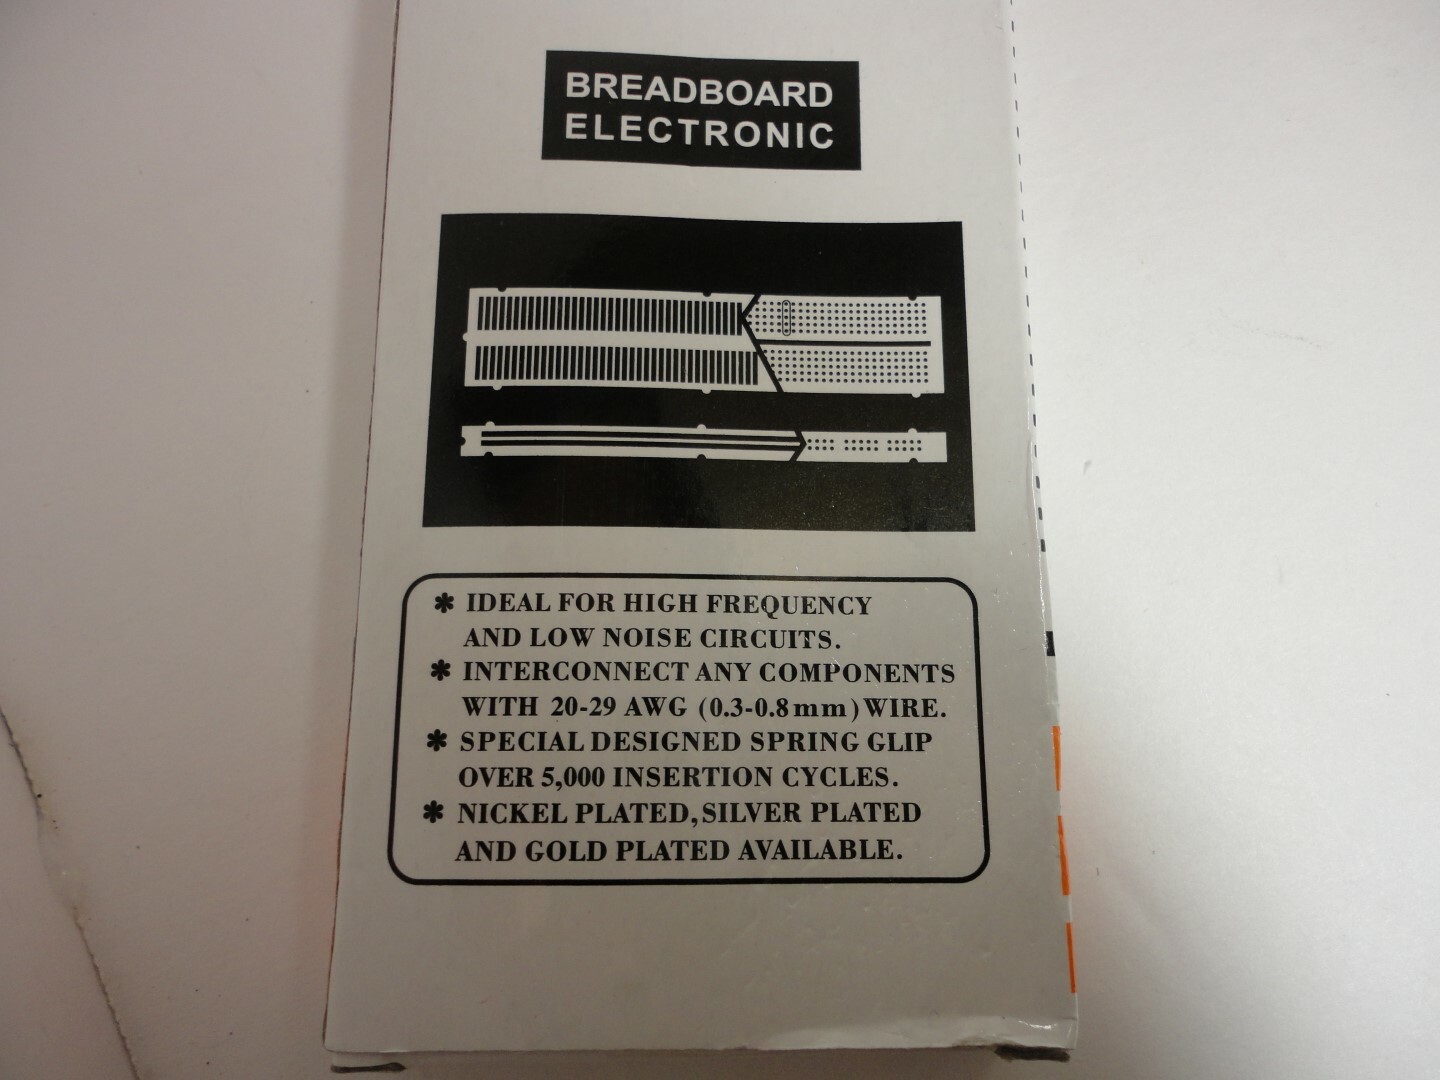 BREADBOARD
ELECTRONIC
* IDEAL FOR HIGH FREQUENCY
AND LOW NOISE CIRCUITS.
* INTERCONNECT ANY COMPONENTS
WITH 20-29 AWG (0.3-0.8mm) WIRE.
* SPECIAL DESIGNED SPRING GLIP
OVER 5,000 INSERTION CYCLES.
* NICKEL PLATED, SILVER PLATED
AND GOLD PLATED AVAILABLE.